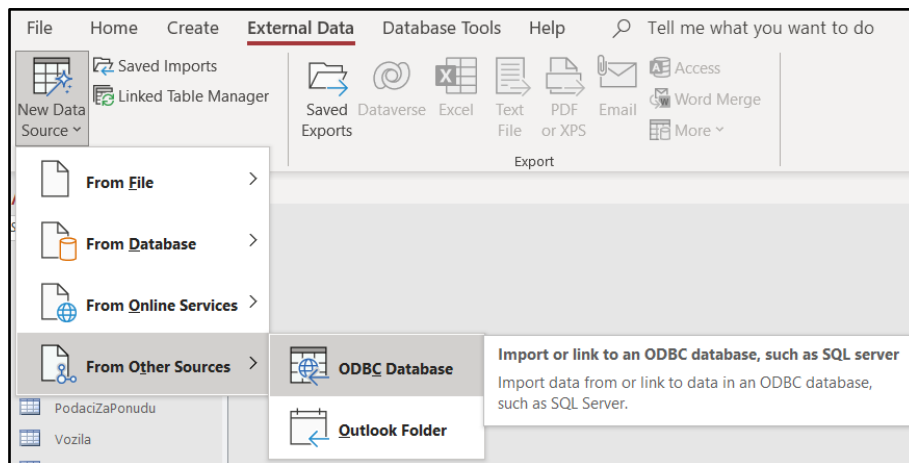 File Home Create External Data Database Tools Help Tell me what you want to do
New Data
Source
Saved Imports
Linked Table Manager
Saved
Exports
Dataverse
Excel
Text
File
PDF
or XPS
Email
Access
Word Merge
More
Export
From File
From Database
From Online Services
From Other Sources
ODBC Database
Outlook Folder
Import or link to an ODBC database, such as SQL server
Import data from or link to data in an ODBC database,
such as SQL Server.
PodaciZaPonudu
Vozila